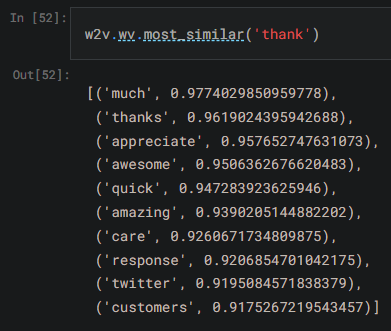 In [52]:
w2v.wv.most_similar('thank')
Out[52]:
[('much', 0.9774029850959778),
('thanks', 0.9619024395942688),
('appreciate', 0.957652747631073),
('awesome', 0.9506362676620483),
('quick', 0.947283923625946),
('amazing', 0.9390205144882202),
('care', 0.9260671734809875),
('response', 0.9206854701042175),
('twitter', 0.9195084571838379),
('customers', 0.9175267219543457)]